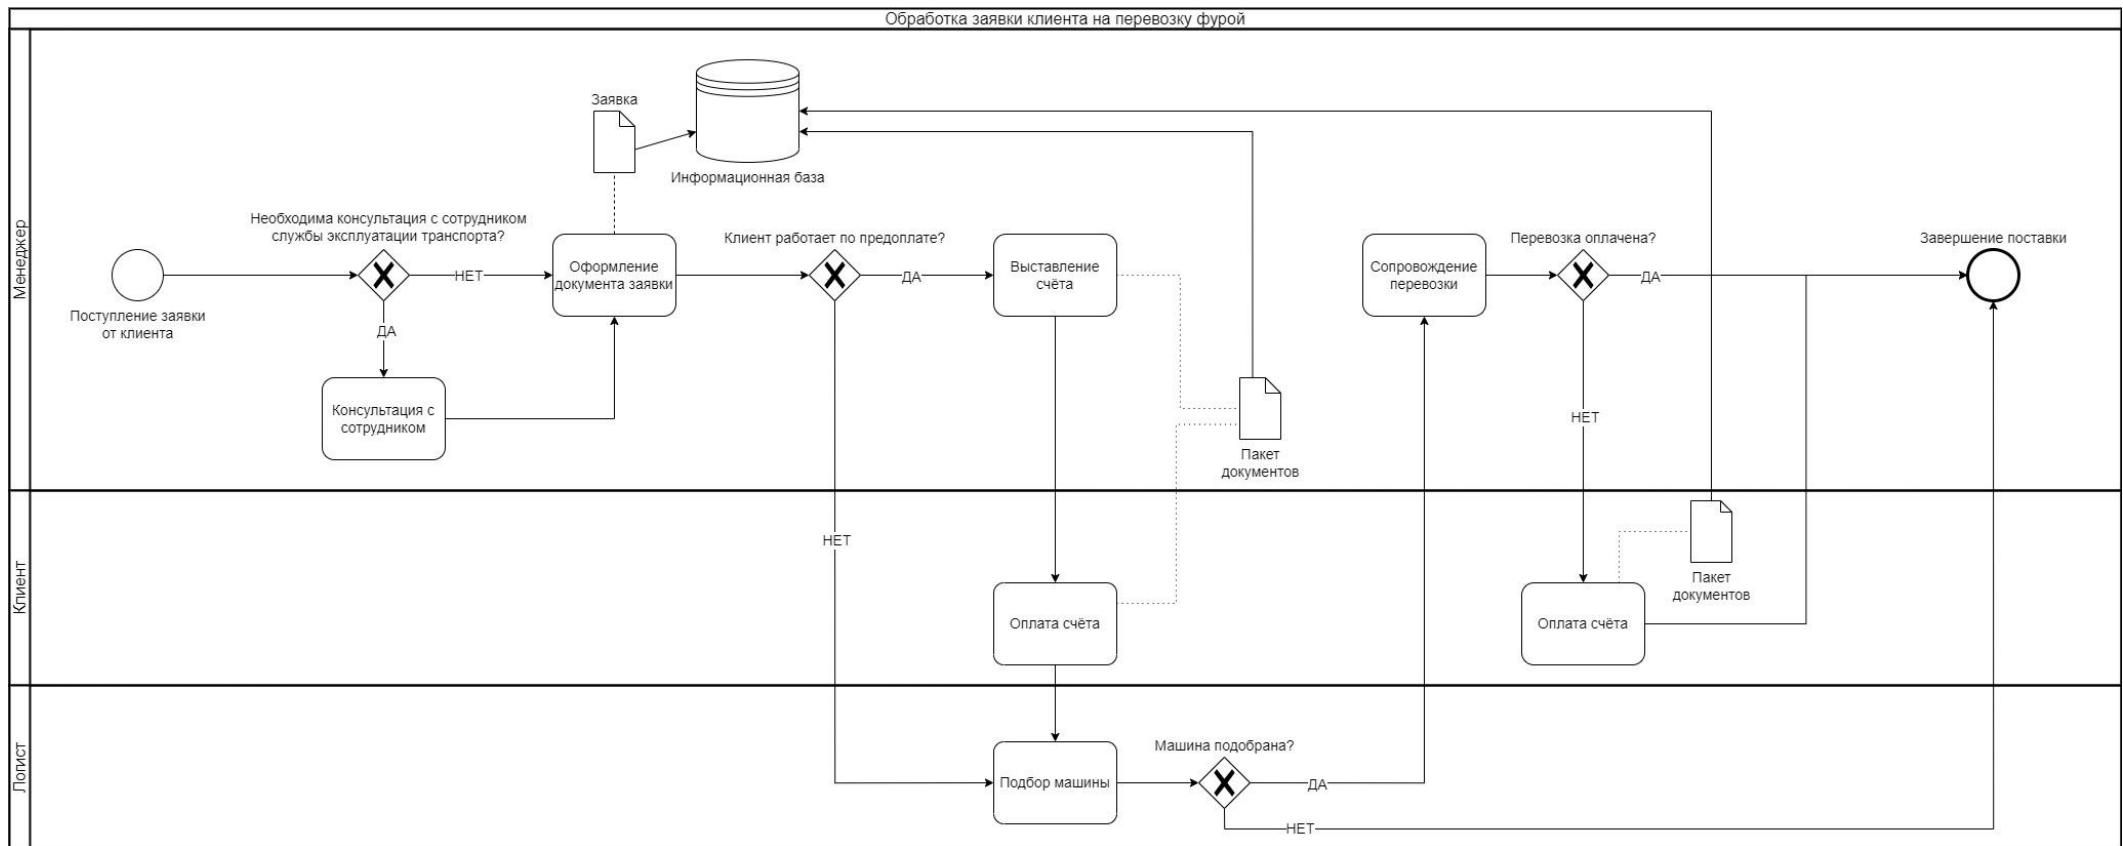 Обработка заявки клиента на перевозку фурой
Менеджер
Заявка
Информационная база
Необходима консультация с сотрудником
службы эксплуатации транспорта?
Клиент работает по предоплате?
Перевозка оплачена?
Завершение поставки
НЕТ
Оформление
документа заявки
ДА
Выставление
счёта
Сопровождение
перевозки
ДА
Поступление заявки
от клиента
ДА
Консультация с
сотрудником
НЕТ
Пакет
документов
Клиент
НЕТ
Оплата счёта
Пакет
документов
Оплата счёта
Логист
Машина подобрана?
Подбор машины
ДА
НЕТ